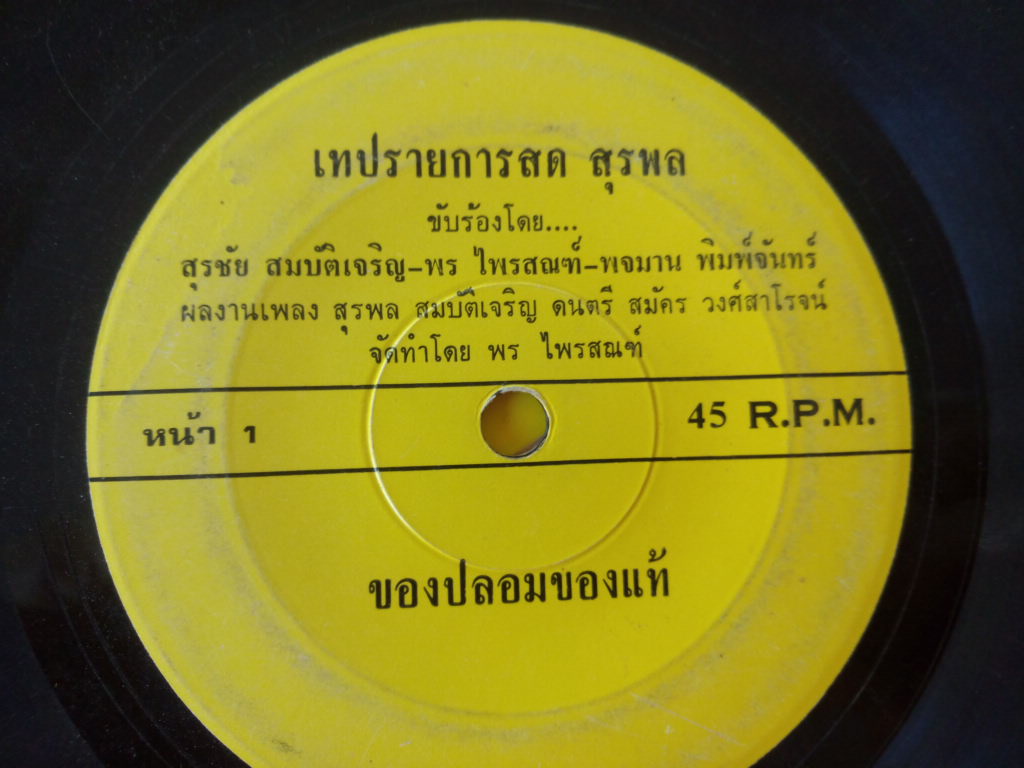 เทปรายการสด สุรพล
ขับร้องโดย....
สุรชัย สมบัติเจริญ-พร ไพรสณฑ์-พจมาน พิมพ์จันทร์
ผลงานเพลง สุรพล สมบัติเจริญ ดนตรี สมัคร วงศ์สาโรจน์
จัดทำโดย พร ไพรสณฑ์
หน้า 1 45 R.P.M.
ของปลอมของแท้